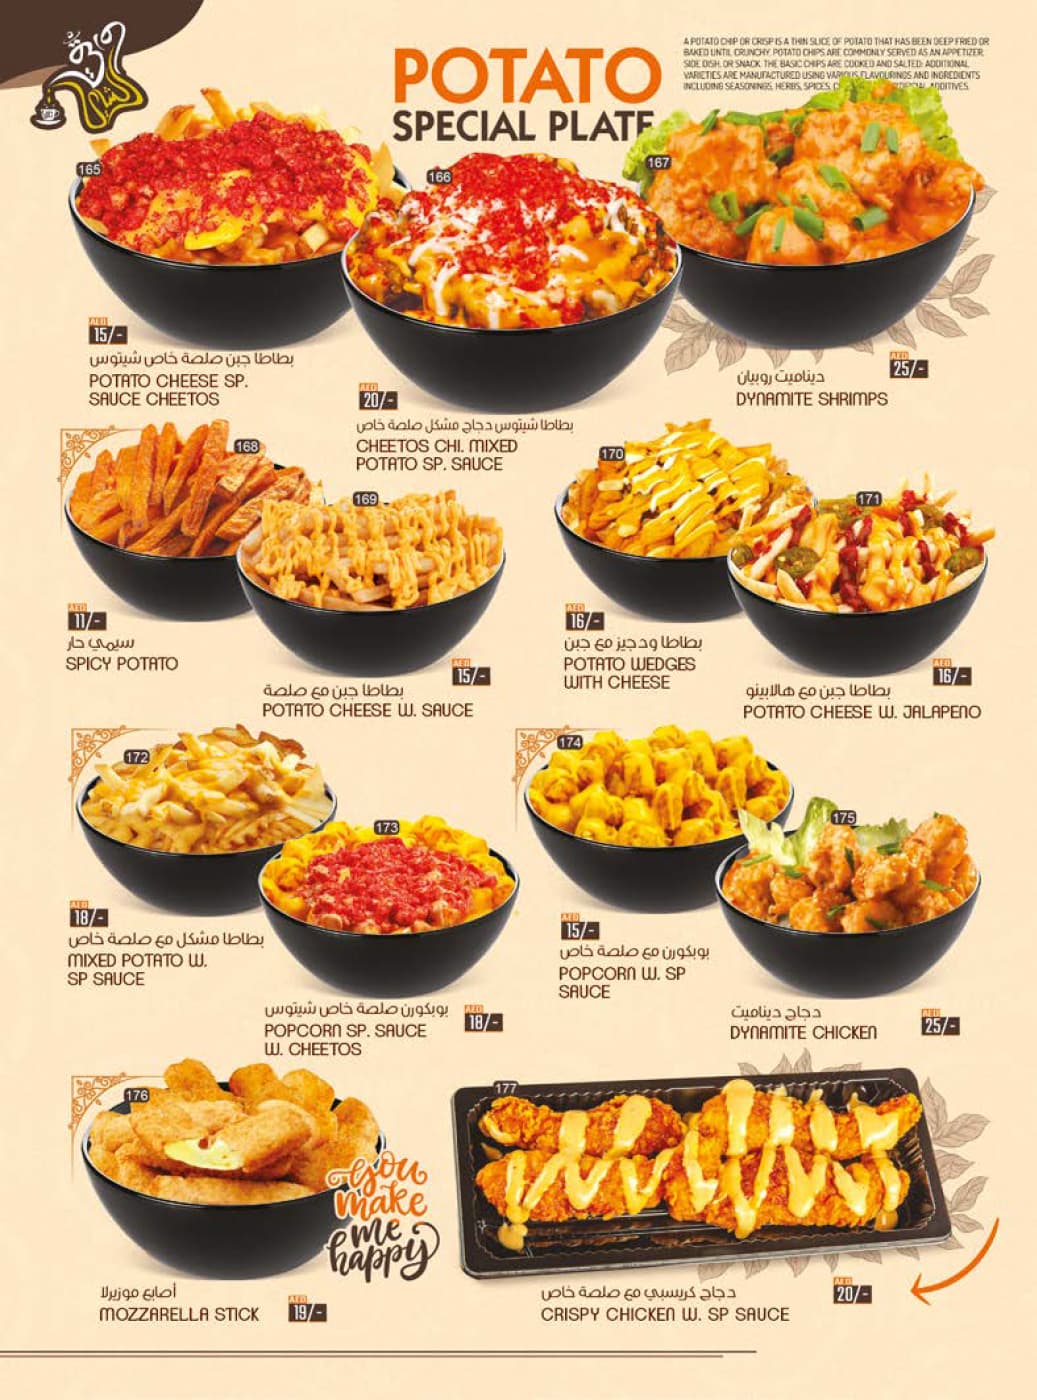 POTATO
SPECIAL PLATE
A POTATO CHIP OR CRISP IS A THIN SLICE OF POTATO THAT HAS BEEN DEEP FRIED OR
BAKED UNTIL CRUNCHY. POTATO CHIPS ARE COMMONLY SERVED AS AN APPETIZER,
SIDE DISH, OR SNACK. THE BASIC CHIPS ARE COOKED AND SALTED: ADDITIONAL
VARIETIES ARE MANUFACTURED USING VARIOUS FLAVOURINGS AND INGREDIENTS
INCLUDING SEASONINGS, HERBS, SPICES, ADDITIVES.
165
AED
15/-
بطاطا جبن صلصة خاص شيتوس
POTATO CHEESE SP.
SAUCE CHEETOS
166
AED
20/-
بطاطا شيتوس دجاج مشكل صلصة خاص
CHEETOS CHI. MIXED
POTATO SP. SAUCE
167
AED
25/-
ديناميت روبيان
DYNAMITE SHRIMPS
168
AED
11/-
سيمي حار
SPICY POTATO
169
AED
15/-
بطاطا جبن مع صلصة
POTATO CHEESE W. SAUCE
170
AED
16/-
بطاطا ودجيز مع جبن
POTATO WEDGES
WITH CHEESE
171
AED
16/-
بطاطا جبن مع هالابينو
POTATO CHEESE W. JALAPENO
172
AED
18/-
بطاطا مشكل مع صلصة خاص
MIXED POTATO W.
SP SAUCE
173
AED
18/-
بوبكورن صلصة خاص شيتوس
POPCORN SP. SAUCE
W. CHEETOS
174
AED
15/-
بوبكورن مع صلصة خاص
POPCORN W. SP
SAUCE
175
AED
25/-
دجاج ديناميت
DYNAMITE CHICKEN
176
you
make
me
happy
أصابع موزيرلا
MOZZARELLA STICK
AED
19/-
177
دجاج كريسبي مع صلصة خاص
CRISPY CHICKEN W. SP SAUCE
AED
20/-